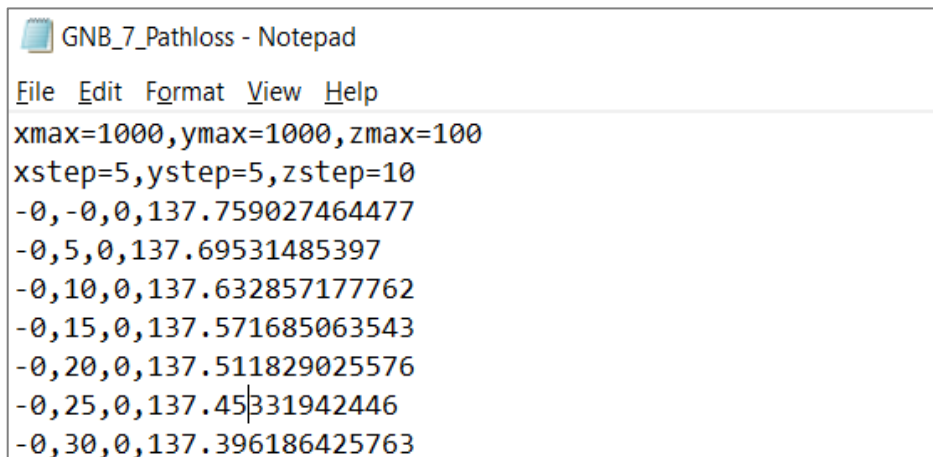 GNB_7_Pathloss - Notepad
File Edit Format View Help
xmax=1000,ymax=1000,zmax=100
xstep=5,ystep=5,zstep=10
-0,-0,0,137.759027464477
-0,5,0,137.69531485397
-0,10,0,137.632857177762
-0,15,0,137.571685063543
-0,20,0,137.511829025576
-0,25,0,137.45331942446
-0,30,0,137.396186425763